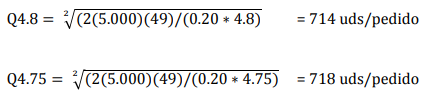 Q4.8 = ²√(2(5.000)(49)/(0.20 * 4.8) = 714 uds/pedido
Q4.75 = ²√(2(5.000)(49)/(0.20 * 4.75) = 718 uds/pedido